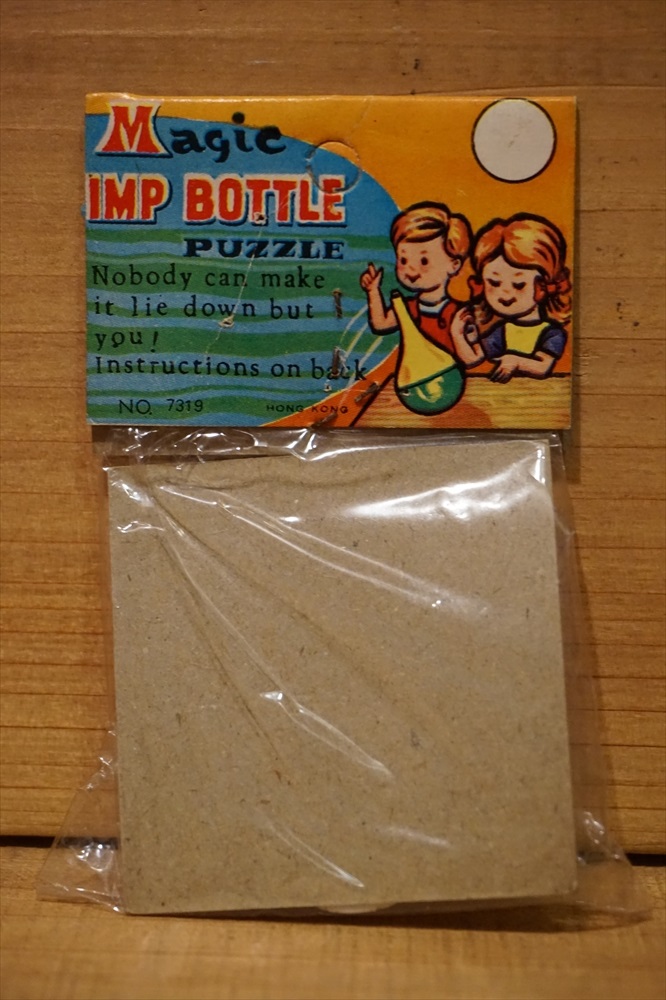 Magic
IMP BOTTLE
PUZZLE
Nobody can make
it lie down but
you!
Instructions on back
NO. 7319
HONG KONG